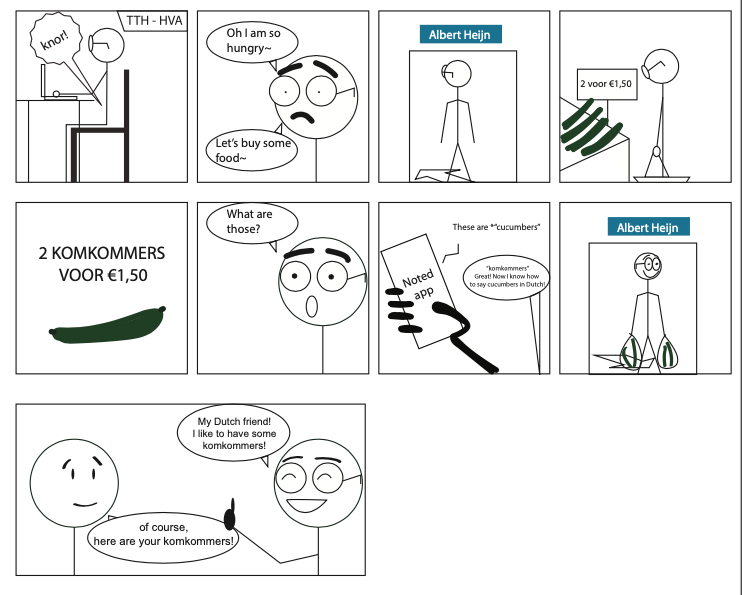 TTH - HVA
knor!
Oh I am so
hungry~
Let's buy some
food~
Albert Heijn
2 voor €1,50
2 KOMKOMMERS
VOOR €1,50
What are
those?
These are *"cucumbers"
Noted
app
"komkommers"
Great! Now I know how
to say cucumbers in Dutch!
Albert Heijn
My Dutch friend!
I like to have some
komkommers!
of course,
here are your komkommers!